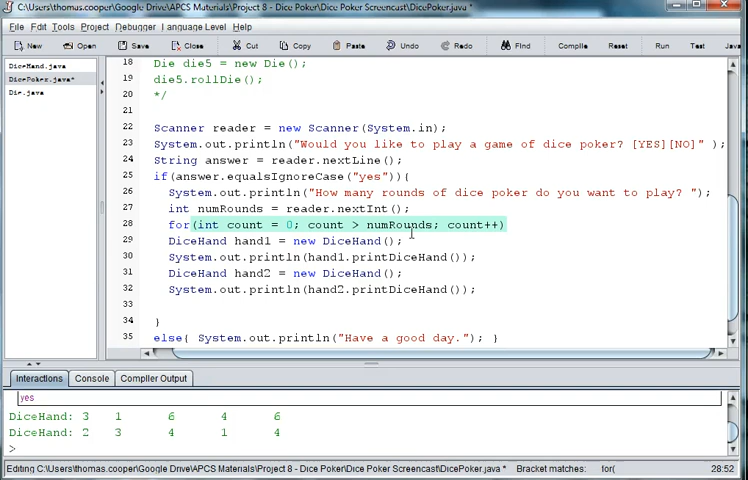 C:\Users\thomas.cooper\Google Drive\APCS Materials\Project 8 - Dice Poker\Dice Poker Screencast\DicePoker.java *
File Edit Tools Project Debugger Language Level Help
New Open Save Close Cut Copy Paste Undo Redo Find Compile Reset Run Test Java
DiceHand.java
DicePoker.java*
Die.java
18 Die die5 = new Die();
19 die5.rollDie();
20 */
21
22 Scanner reader = new Scanner(System.in);
23 System.out.println("Would you like to play a game of dice poker? [YES][NO]" );
24 String answer = reader.nextLine();
25 if(answer.equalsIgnoreCase("yes")){
26 System.out.println("How many rounds of dice poker do you want to play? ");
27 int numRounds = reader.nextInt();
28 for(int count = 0; count > numRounds; count++)
29 DiceHand hand1 = new DiceHand();
30 System.out.println(hand1.printDiceHand());
31 DiceHand hand2 = new DiceHand();
32 System.out.println(hand2.printDiceHand());
33
34 }
35 else{ System.out.println("Have a good day."); }
Interactions Console Compiler Output
yes
DiceHand: 3 1 6 4 6
DiceHand: 2 3 4 1 4
>
Editing C:\Users\thomas.cooper\Google Drive\APCS Materials\Project 8 - Dice Poker\Dice Poker Screencast\DicePoker.java * Bracket matches: for( 28:52